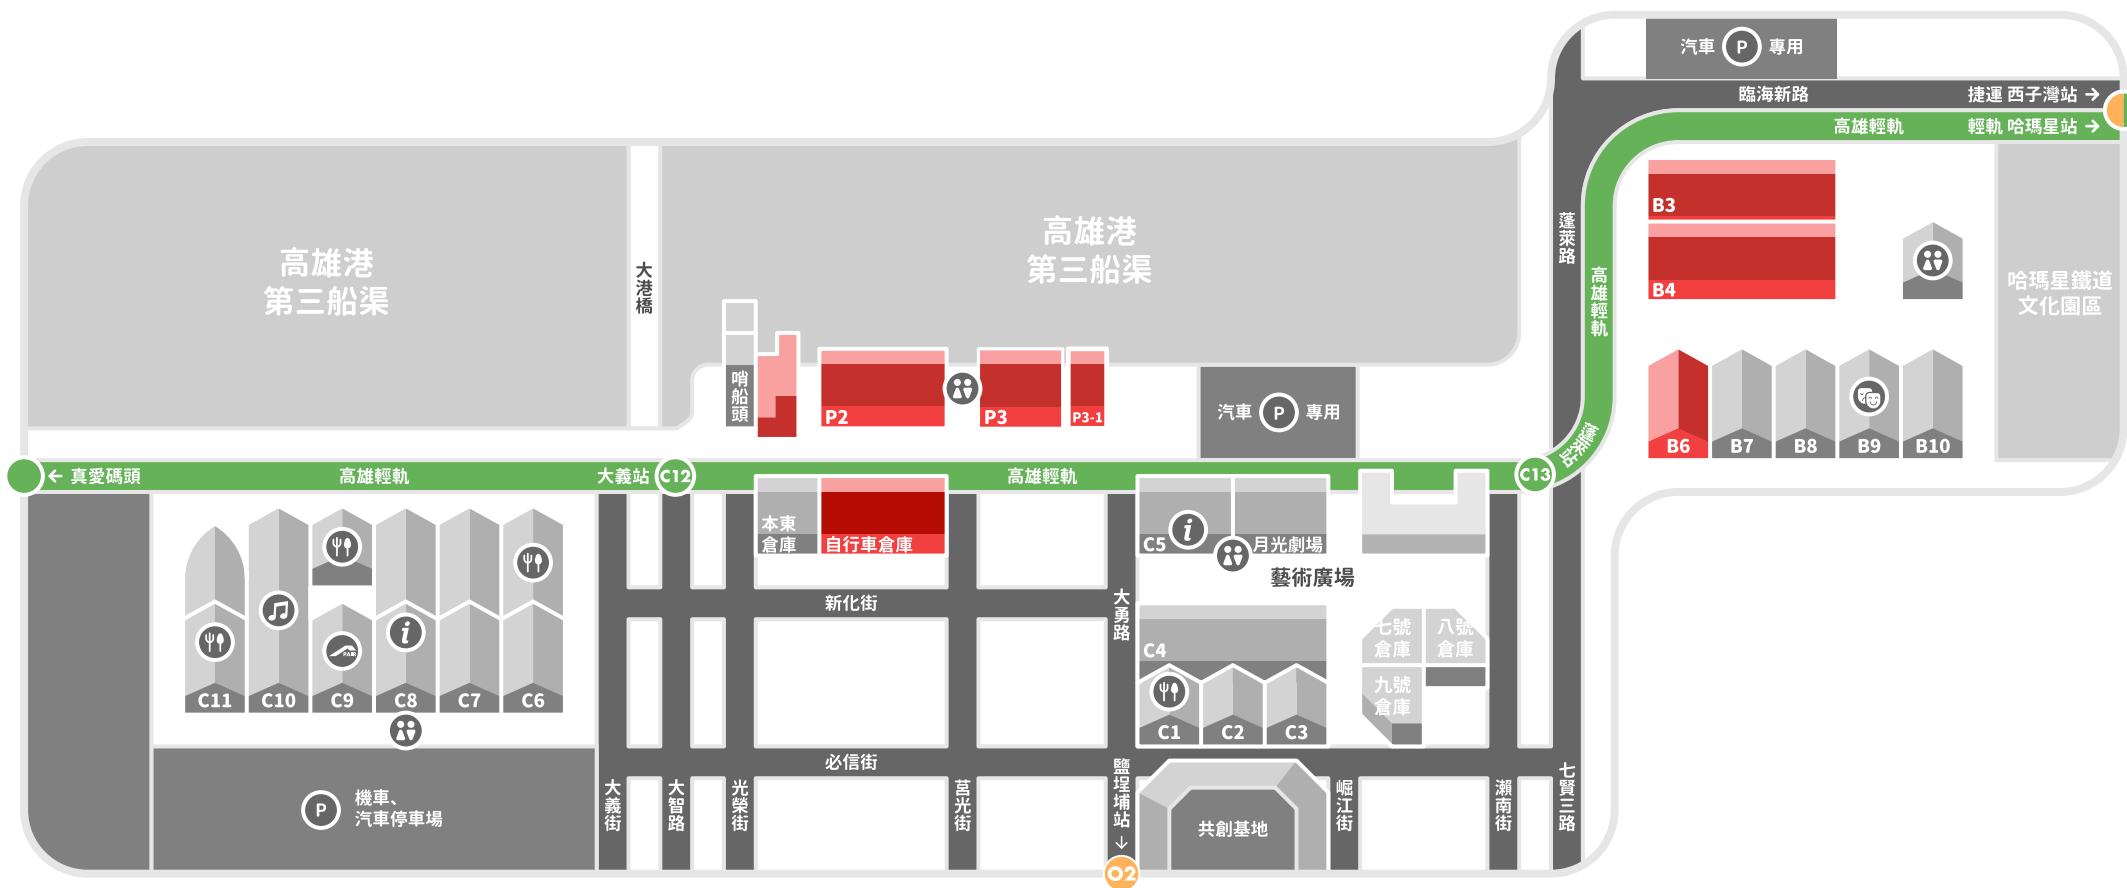 汽車 P 專用
臨海新路
捷運 西子灣站 →
高雄輕軌
輕軌 哈瑪星站 →
高雄港
第三船渠
大港橋
高雄港
第三船渠
蓬萊路
高雄輕軌
B3
B4
哈瑪星鐵道
文化園區
哨船頭
P2
P3
P3-1
汽車 P 專用
蓬萊站
B6
B7
B8
B9
B10
← 真愛碼頭
高雄輕軌
大義站
C12
高雄輕軌
C13
本東
倉庫
自行車倉庫
C5
i
月光劇場
藝術廣場
新化街
大勇路
C4
七號
倉庫
八號
倉庫
九號
倉庫
i
PAIR
C11
C10
C9
C8
C7
C6
C1
C2
C3
必信街
P
機車、
汽車停車場
大義街
大智路
光榮街
莒光街
鹽埕埔站
↓
O2
共創基地
崛江街
瀨南街
七賢三路